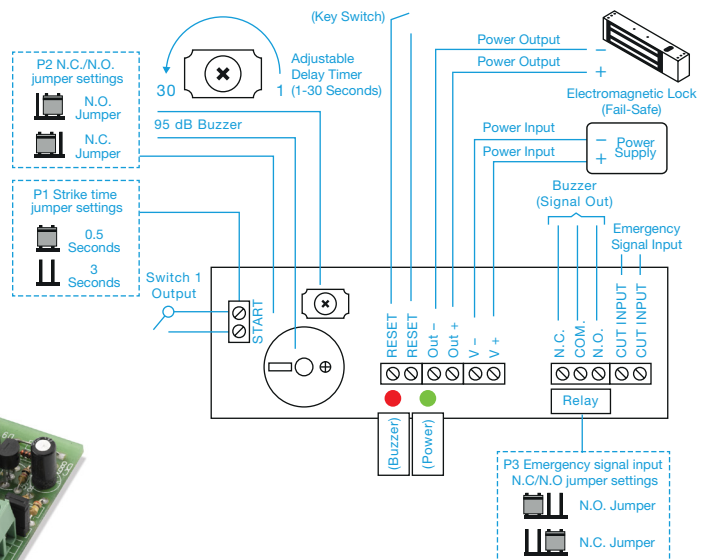 (Key Switch)
P2 N.C./N.O.
jumper settings
N.O.
Jumper
N.C.
Jumper
30
1
Adjustable
Delay Timer
(1-30 Seconds)
95 dB Buzzer
P1 Strike time
jumper settings
0.5
Seconds
3
Seconds
Switch 1
Output
Power Output
−
Power Output
+
Electromagnetic Lock
(Fail-Safe)
Power Input
−
Power Input
+
Power
Supply
Buzzer
(Signal Out)
Emergency
Signal Input
START
RESET
RESET
Out −
Out +
V −
V +
N.C.
COM.
N.O.
CUT INPUT
CUT INPUT
Relay
(Buzzer)
(Power)
P3 Emergency signal input
N.C/N.O jumper settings
N.O. Jumper
N.C. Jumper